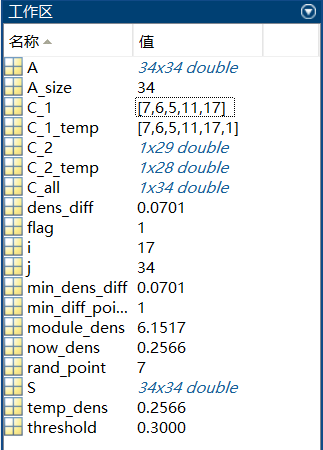 工作区
名称 值
A 34x34 double
A_size 34
C_1 [7,6,5,11,17]
C_1_temp [7,6,5,11,17,1]
C_2 1x29 double
C_2_temp 1x28 double
C_all 1x34 double
dens_diff 0.0701
flag 1
i 17
j 34
min_dens_diff 0.0701
min_diff_poi... 1
module_dens 6.1517
now_dens 0.2566
rand_point 7
S 34x34 double
temp_dens 0.2566
threshold 0.3000